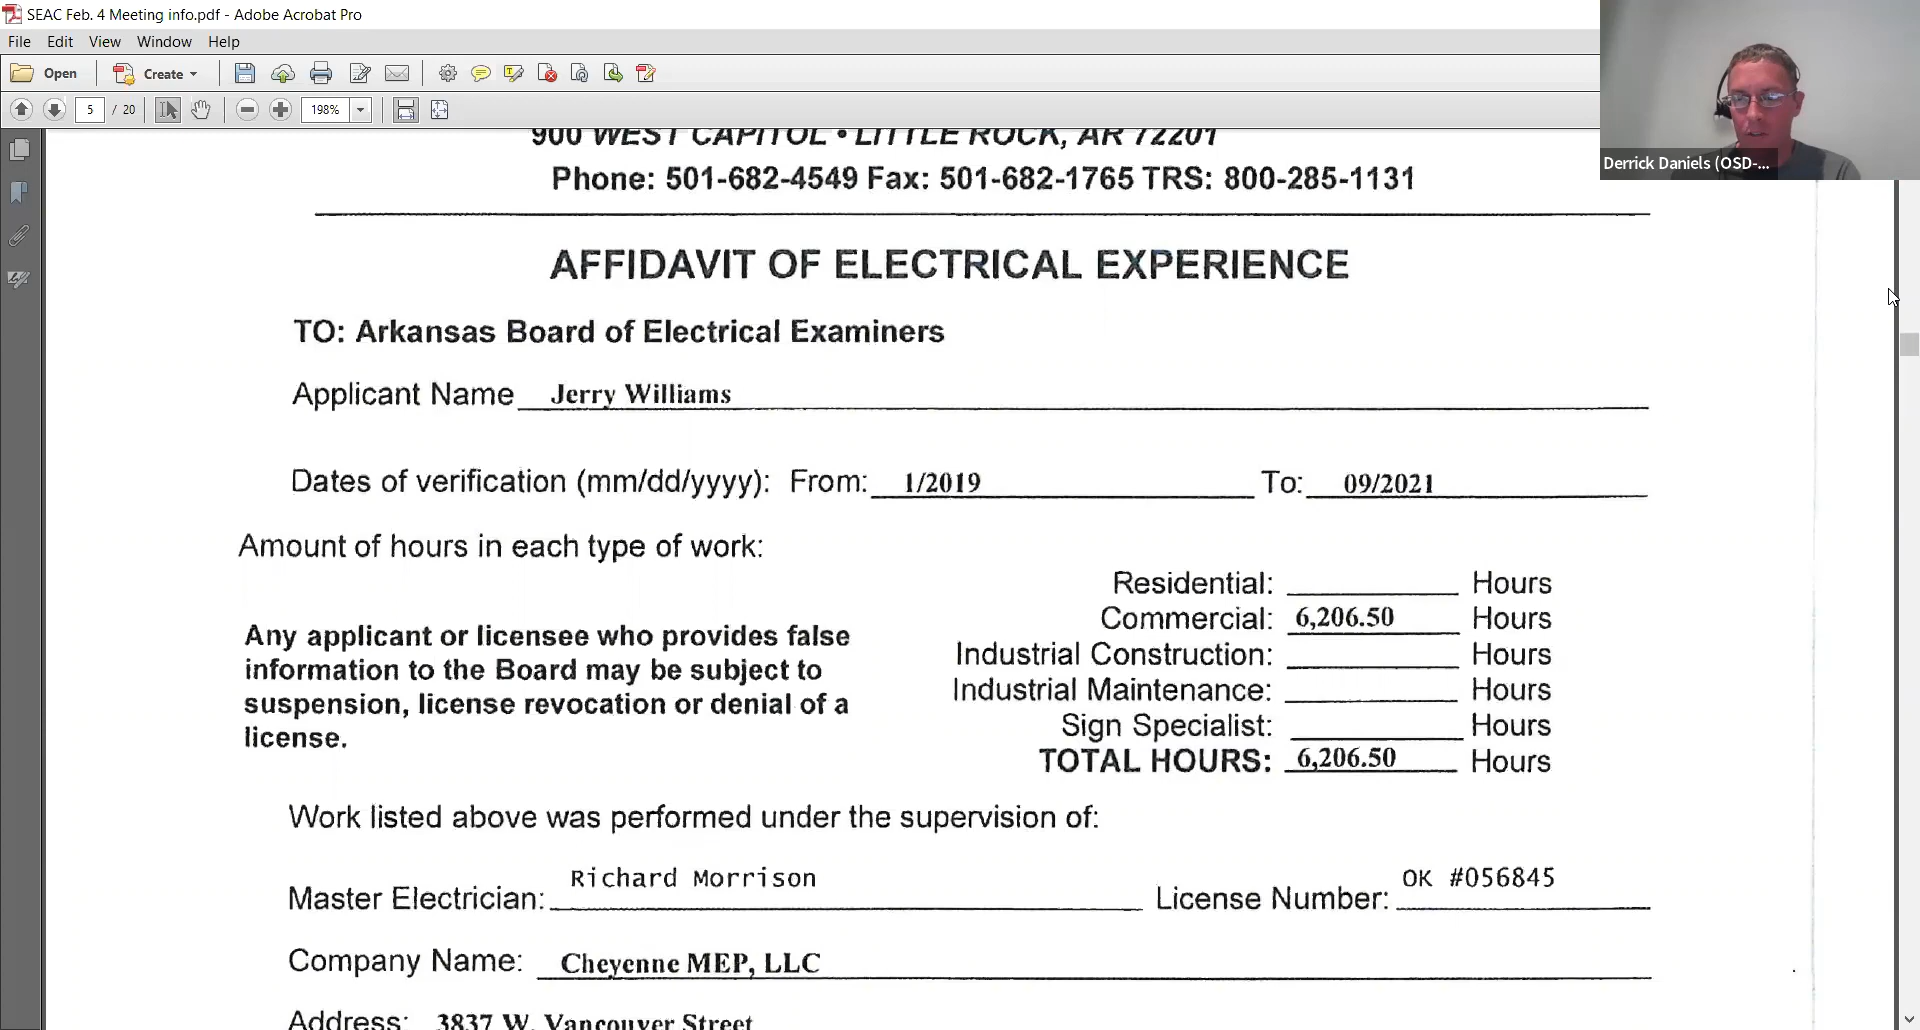 SEAC Feb. 4 Meeting info.pdf - Adobe Acrobat Pro
File Edit View Window Help
Open Create
5 / 20 198%
Derrick Daniels (OSD-...
900 WEST CAPITOL • LITTLE ROCK, AR 72201
Phone: 501-682-4549 Fax: 501-682-1765 TRS: 800-285-1131
AFFIDAVIT OF ELECTRICAL EXPERIENCE
TO: Arkansas Board of Electrical Examiners
Applicant Name Jerry Williams
Dates of verification (mm/dd/yyyy): From: 1/2019 To: 09/2021
Amount of hours in each type of work:
Residential: Hours
Commercial: 6,206.50 Hours
Industrial Construction: Hours
Industrial Maintenance: Hours
Sign Specialist: Hours
TOTAL HOURS: 6,206.50 Hours
Any applicant or licensee who provides false
information to the Board may be subject to
suspension, license revocation or denial of a
license.
Work listed above was performed under the supervision of:
Master Electrician: Richard Morrison License Number: OK #056845
Company Name: Cheyenne MEP, LLC
Address: 3837 W. Vancouver Street